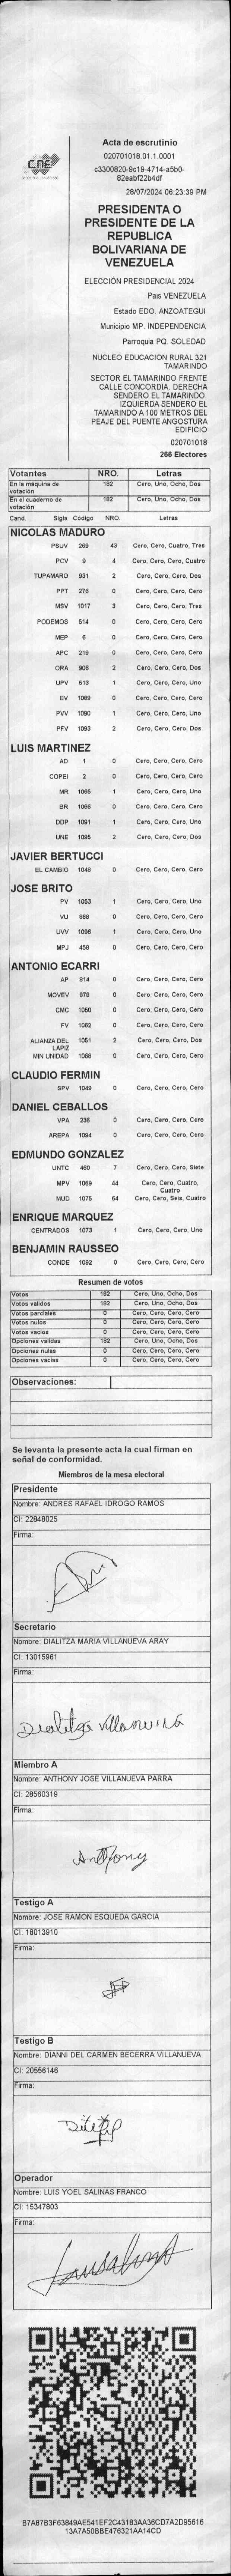 CNE
Acta de escrutinio
020701018.01.1.0001
c3300820-9c19-4714-a5b0-
82eabf22b4df
28/07/2024 06:23:39 PM
PRESIDENTA O
PRESIDENTE DE LA
REPUBLICA
BOLIVARIANA DE
VENEZUELA
ELECCIÓN PRESIDENCIAL 2024
Pais VENEZUELA
Estado EDO. ANZOATEGUI
Municipio MP. INDEPENDENCIA
Parroquia PQ. SOLEDAD
NUCLEO EDUCACION RURAL 321
TAMARINDO
SECTOR EL TAMARINDO FRENTE
CALLE CONCORDIA. DERECHA
SENDERO EL TAMARINDO.
IZQUIERDA SENDERO EL
TAMARINDO A 100 METROS DEL
PEAJE DEL PUENTE ANGOSTURA
EDIFICIO
020701018
266 Electores
Votantes NRO. Letras
En la máquina de votación 182 Cero, Uno, Ocho, Dos
En el cuaderno de votación 182 Cero, Uno, Ocho, Dos
Cand Sigla Código NRO. Letras
NICOLAS MADURO
PSUV 269 43 Cero, Cero, Cuatro, Tres
PCV 9 4 Cero, Cero, Cero, Cuatro
TUPAMARO 931 2 Cero, Cero, Cero, Dos
PPT 276 0 Cero, Cero, Cero, Cero
MSV 1017 3 Cero, Cero, Cero, Tres
PODEMOS 514 0 Cero, Cero, Cero, Cero
MEP 6 0 Cero, Cero, Cero, Cero
APC 219 0 Cero, Cero, Cero, Cero
ORA 906 2 Cero, Cero, Cero, Dos
UPV 513 1 Cero, Cero, Cero, Uno
EV 1089 0 Cero, Cero, Cero, Cero
PVV 1090 1 Cero, Cero, Cero, Uno
PFV 1093 2 Cero, Cero, Cero, Dos
LUIS MARTINEZ
AD 1 0 Cero, Cero, Cero, Cero
COPEI 2 0 Cero, Cero, Cero, Cero
MR 1065 1 Cero, Cero, Cero, Uno
BR 1066 0 Cero, Cero, Cero, Cero
DDP 1091 1 Cero, Cero, Cero, Uno
UNE 1095 2 Cero, Cero, Cero, Dos
JAVIER BERTUCCI
EL CAMBIO 1048 0 Cero, Cero, Cero, Cero
JOSE BRITO
PV 1053 1 Cero, Cero, Cero, Uno
VU 868 0 Cero, Cero, Cero, Cero
UVV 1096 1 Cero, Cero, Cero, Uno
MPJ 458 0 Cero, Cero, Cero, Cero
ANTONIO ECARRI
AP 814 0 Cero, Cero, Cero, Cero
MOVEV 879 0 Cero, Cero, Cero, Cero
CMC 1050 0 Cero, Cero, Cero, Cero
FV 1062 0 Cero, Cero, Cero, Cero
ALIANZA DEL LAPIZ 1051 2 Cero, Cero, Cero, Dos
MIN UNIDAD 1066 0 Cero, Cero, Cero, Cero
CLAUDIO FERMIN
SPV 1049 0 Cero, Cero, Cero, Cero
DANIEL CEBALLOS
VPA 236 0 Cero, Cero, Cero, Cero
AREPA 1094 0 Cero, Cero, Cero, Cero
EDMUNDO GONZALEZ
UNTC 460 7 Cero, Cero, Cero, Siete
MPV 1069 44 Cero, Cero, Cuatro, Cuatro
MUD 1075 64 Cero, Cero, Seis, Cuatro
ENRIQUE MARQUEZ
CENTRADOS 1073 1 Cero, Cero, Cero, Uno
BENJAMIN RAUSSEO
CONDE 1092 0 Cero, Cero, Cero, Cero
Resumen de votos
Votos 182 Cero, Uno, Ocho, Dos
Votos validos 182 Cero, Uno, Ocho, Dos
Votos parciales 0 Cero, Cero, Cero, Cero
Votos nulos 0 Cero, Cero, Cero, Cero
Votos vacios 0 Cero, Cero, Cero, Cero
Opciones validas 182 Cero, Uno, Ocho, Dos
Opciones nulas 0 Cero, Cero, Cero, Cero
Opciones vacias 0 Cero, Cero, Cero, Cero
Observaciones:
Se levanta la presente acta la cual firman en
señal de conformidad.
Miembros de la mesa electoral
Presidente
Nombre: ANDRES RAFAEL IDROGO RAMOS
CI: 22848025
Firma:
Secretario
Nombre: DIALITZA MARIA VILLANUEVA ARAY
CI: 13015961
Firma:
Dialitza Villanueva
Miembro A
Nombre: ANTHONY JOSE VILLANUEVA PARRA
CI: 28560319
Firma:
Anthony
Testigo A
Nombre: JOSE RAMON ESQUEDA GARCIA
CI: 18013910
Firma:
Testigo B
Nombre: DIANNI DEL CARMEN BECERRA VILLANUEVA
CI: 20556146
Firma:
Operador
Nombre: LUIS YOEL SALINAS FRANCO
CI: 15347803
Firma:
B7A87B3F63849AE541EF2C43183AA36CD7A2D95616
13A7A50BBE476321AA14CD